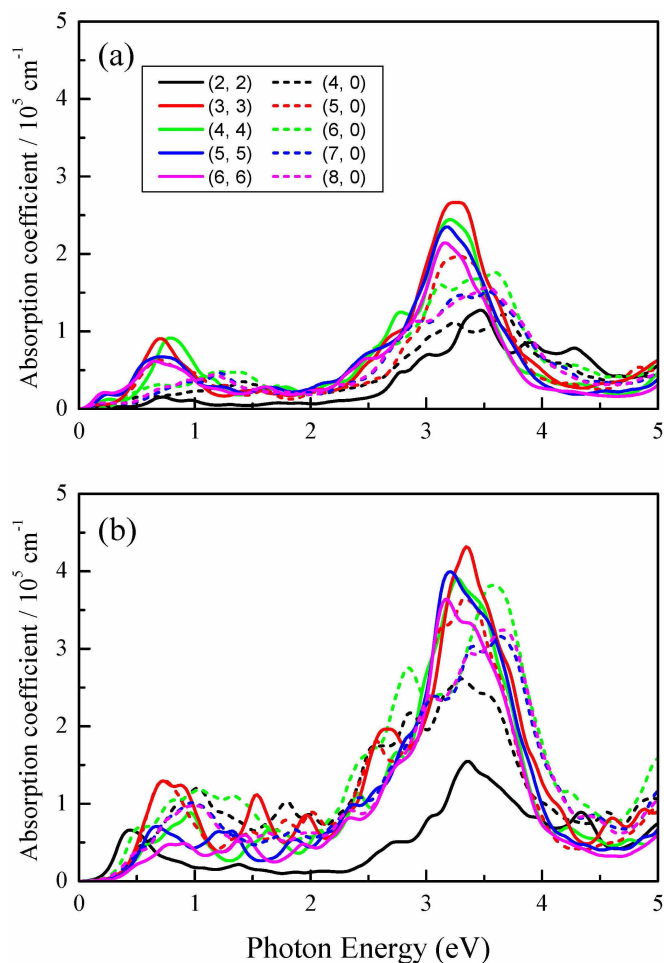 (a)
Absorption coefficient / 10⁵ cm⁻¹
5
4
3
2
1
0
(2, 2) (4, 0)
(3, 3) (5, 0)
(4, 4) (6, 0)
(5, 5) (7, 0)
(6, 6) (8, 0)
0 1 2 3 4 5
(b)
Absorption coefficient / 10⁵ cm⁻¹
5
4
3
2
1
0
0 1 2 3 4 5
Photon Energy (eV)